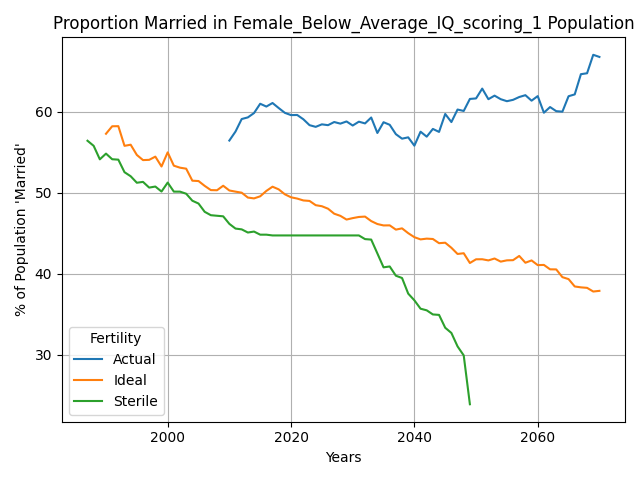 Proportion Married in Female_Below_Average_IQ_scoring_1 Population
% of Population 'Married'
60
50
40
30
Fertility
Actual
Ideal
Sterile
2000
2020
2040
2060
Years